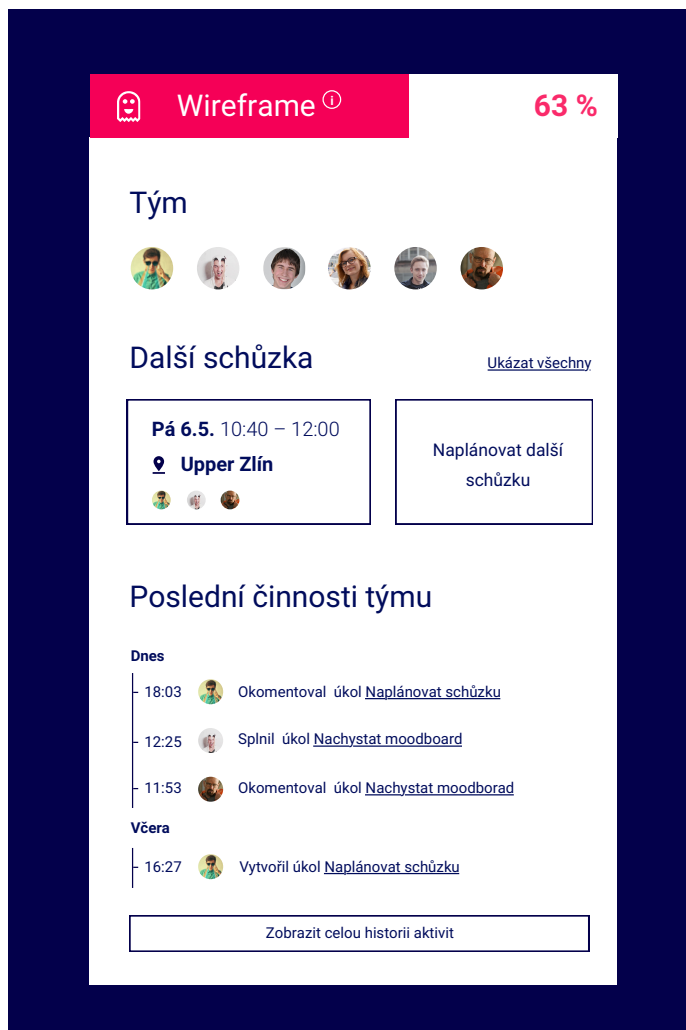 Wireframe
63 %
Tým
Další schůzka
Ukázat všechny
Pá 6.5. 10:40 – 12:00
Upper Zlín
Naplánovat další
schůzku
Poslední činnosti týmu
Dnes
18:03 Okomentoval úkol Naplánovat schůzku
12:25 Splnil úkol Nachystat moodboard
11:53 Okomentoval úkol Nachystat moodborad
Včera
16:27 Vytvořil úkol Naplánovat schůzku
Zobrazit celou historii aktivit